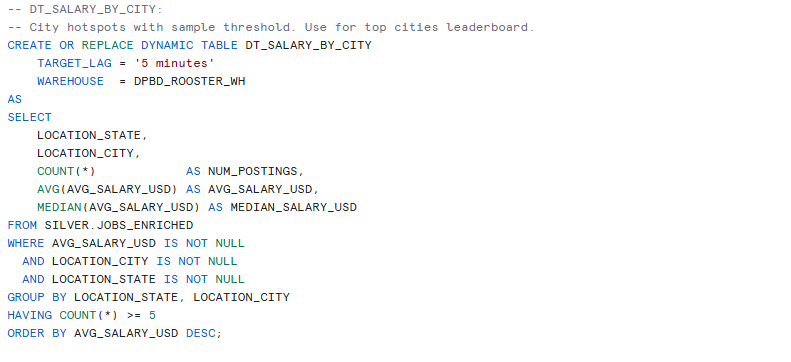 -- DT_SALARY_BY_CITY:
-- City hotspots with sample threshold. Use for top cities leaderboard.
CREATE OR REPLACE DYNAMIC TABLE DT_SALARY_BY_CITY
    TARGET_LAG = '5 minutes'
    WAREHOUSE  = DPBD_ROOSTER_WH
AS
SELECT
    LOCATION_STATE,
    LOCATION_CITY,
    COUNT(*)            AS NUM_POSTINGS,
    AVG(AVG_SALARY_USD) AS AVG_SALARY_USD,
    MEDIAN(AVG_SALARY_USD) AS MEDIAN_SALARY_USD
FROM SILVER.JOBS_ENRICHED
WHERE AVG_SALARY_USD IS NOT NULL
  AND LOCATION_CITY IS NOT NULL
  AND LOCATION_STATE IS NOT NULL
GROUP BY LOCATION_STATE, LOCATION_CITY
HAVING COUNT(*) >= 5
ORDER BY AVG_SALARY_USD DESC;